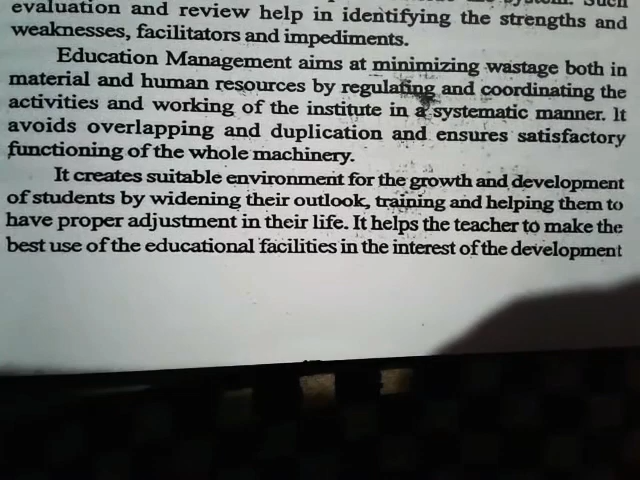 evaluation and review help in identifying the strengths and
weaknesses, facilitators and impediments.
Education Management aims at minimizing wastage both in
material and human resources by regulating and coordinating the
activities and working of the institute in a systematic manner. It
avoids overlapping and duplication and ensures satisfactory
functioning of the whole machinery.
It creates suitable environment for the growth and development
of students by widening their outlook, training and helping them to
have proper adjustment in their life. It helps the teacher to make the
best use of the educational facilities in the interest of the development